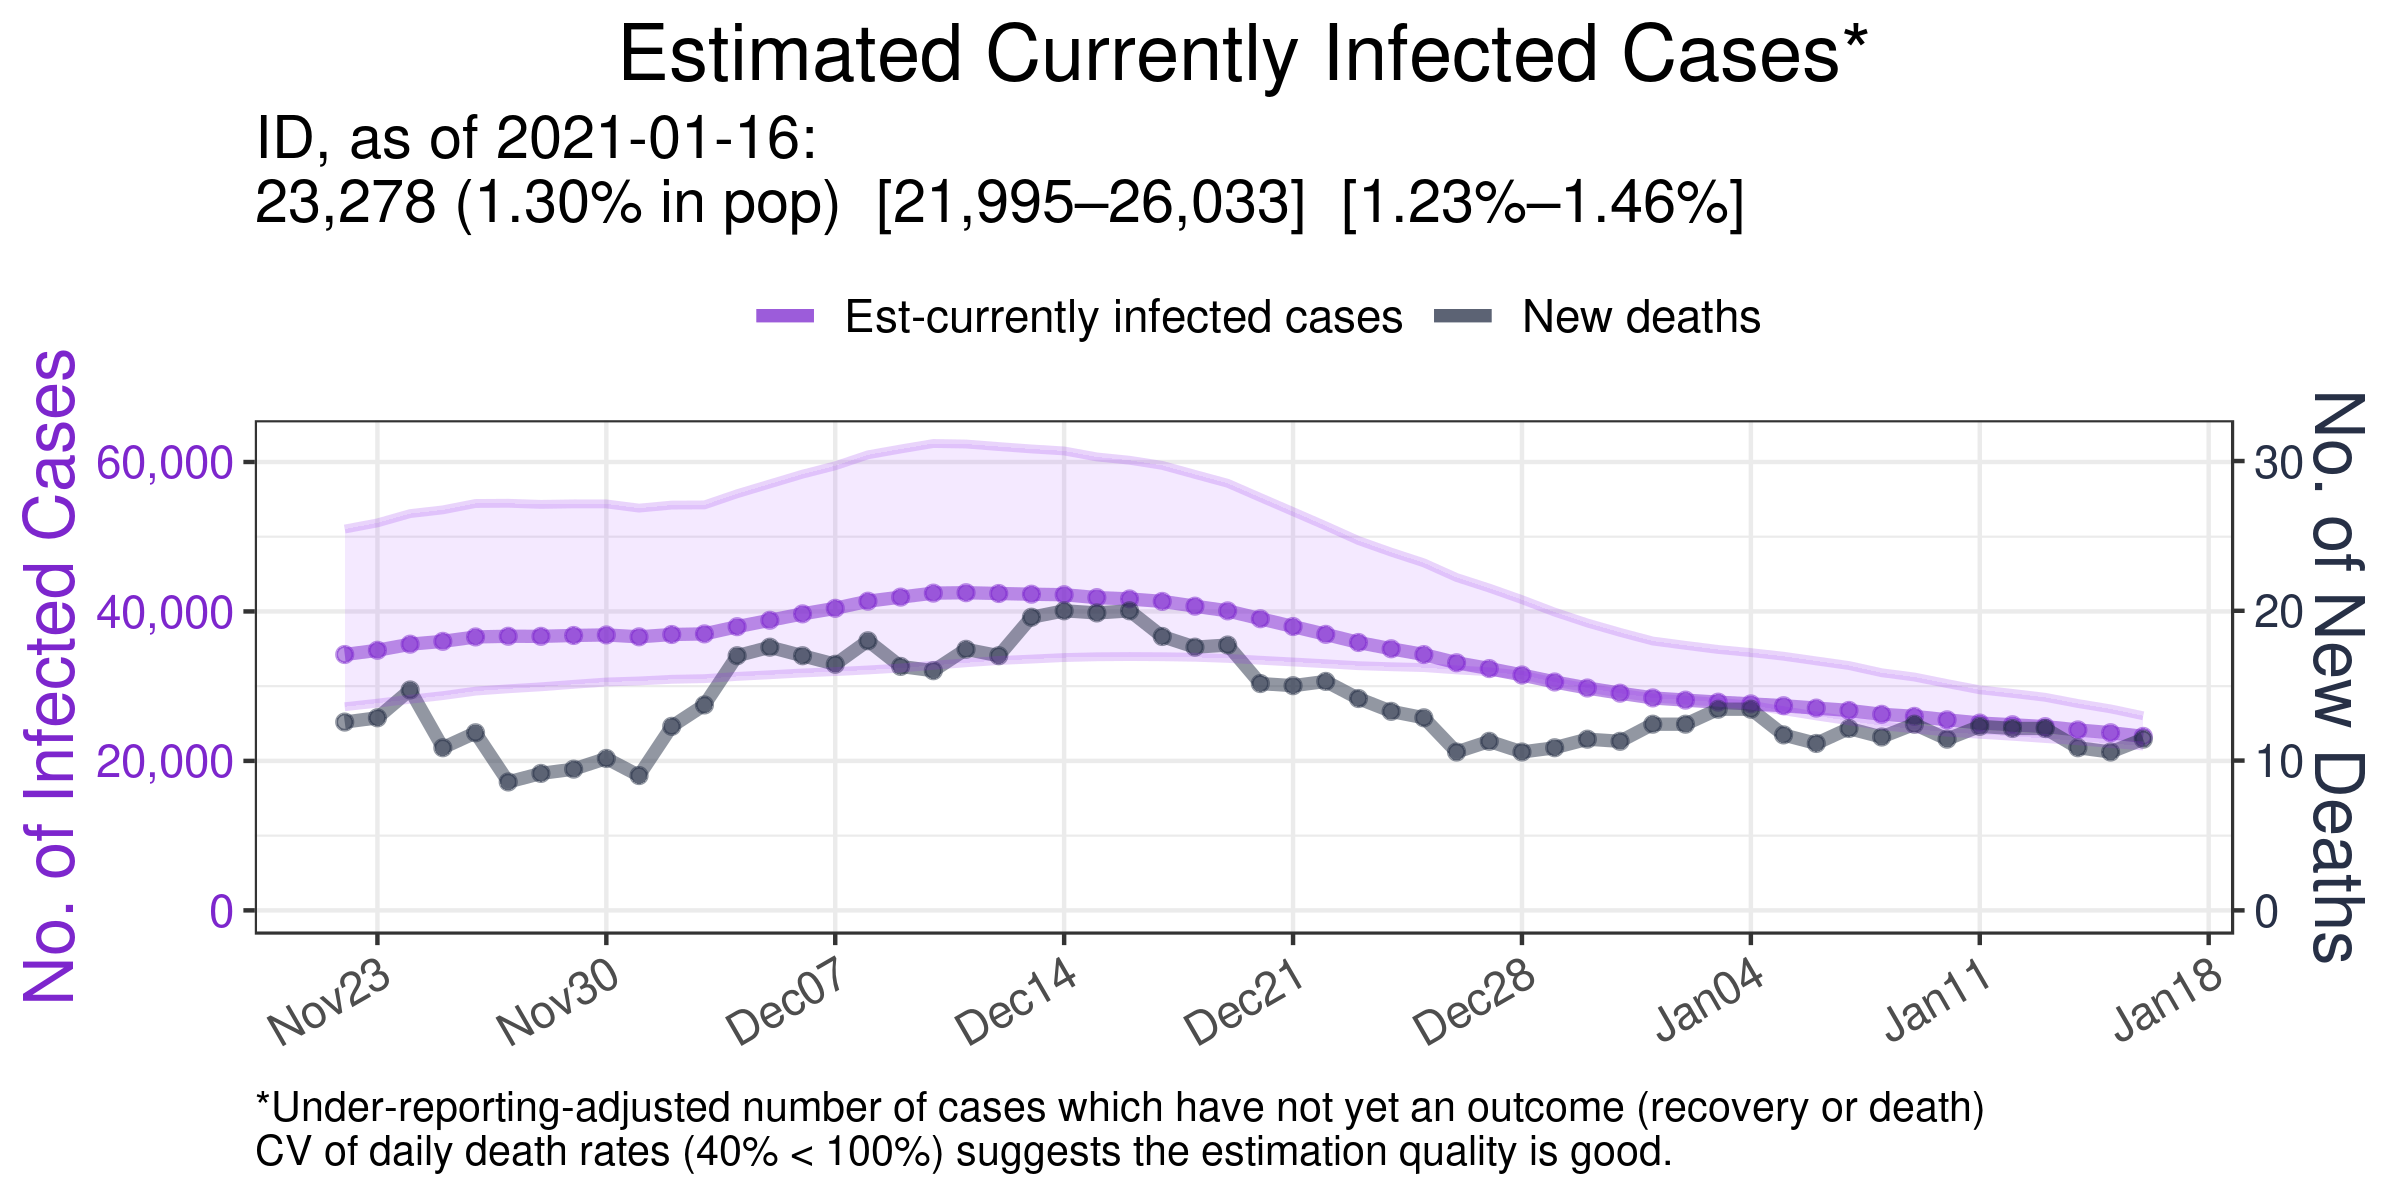 Estimated Currently Infected Cases*
ID, as of 2021-01-16:
23,278 (1.30% in pop)  [21,995–26,033]  [1.23%–1.46%]
Est-currently infected cases
New deaths
No. of Infected Cases
60,000
40,000
20,000
0
30
20
10
0
No. of New Deaths
Nov23
Nov30
Dec07
Dec14
Dec21
Dec28
Jan04
Jan11
Jan18
*Under-reporting-adjusted number of cases which have not yet an outcome (recovery or death)
CV of daily death rates (40% < 100%) suggests the estimation quality is good.